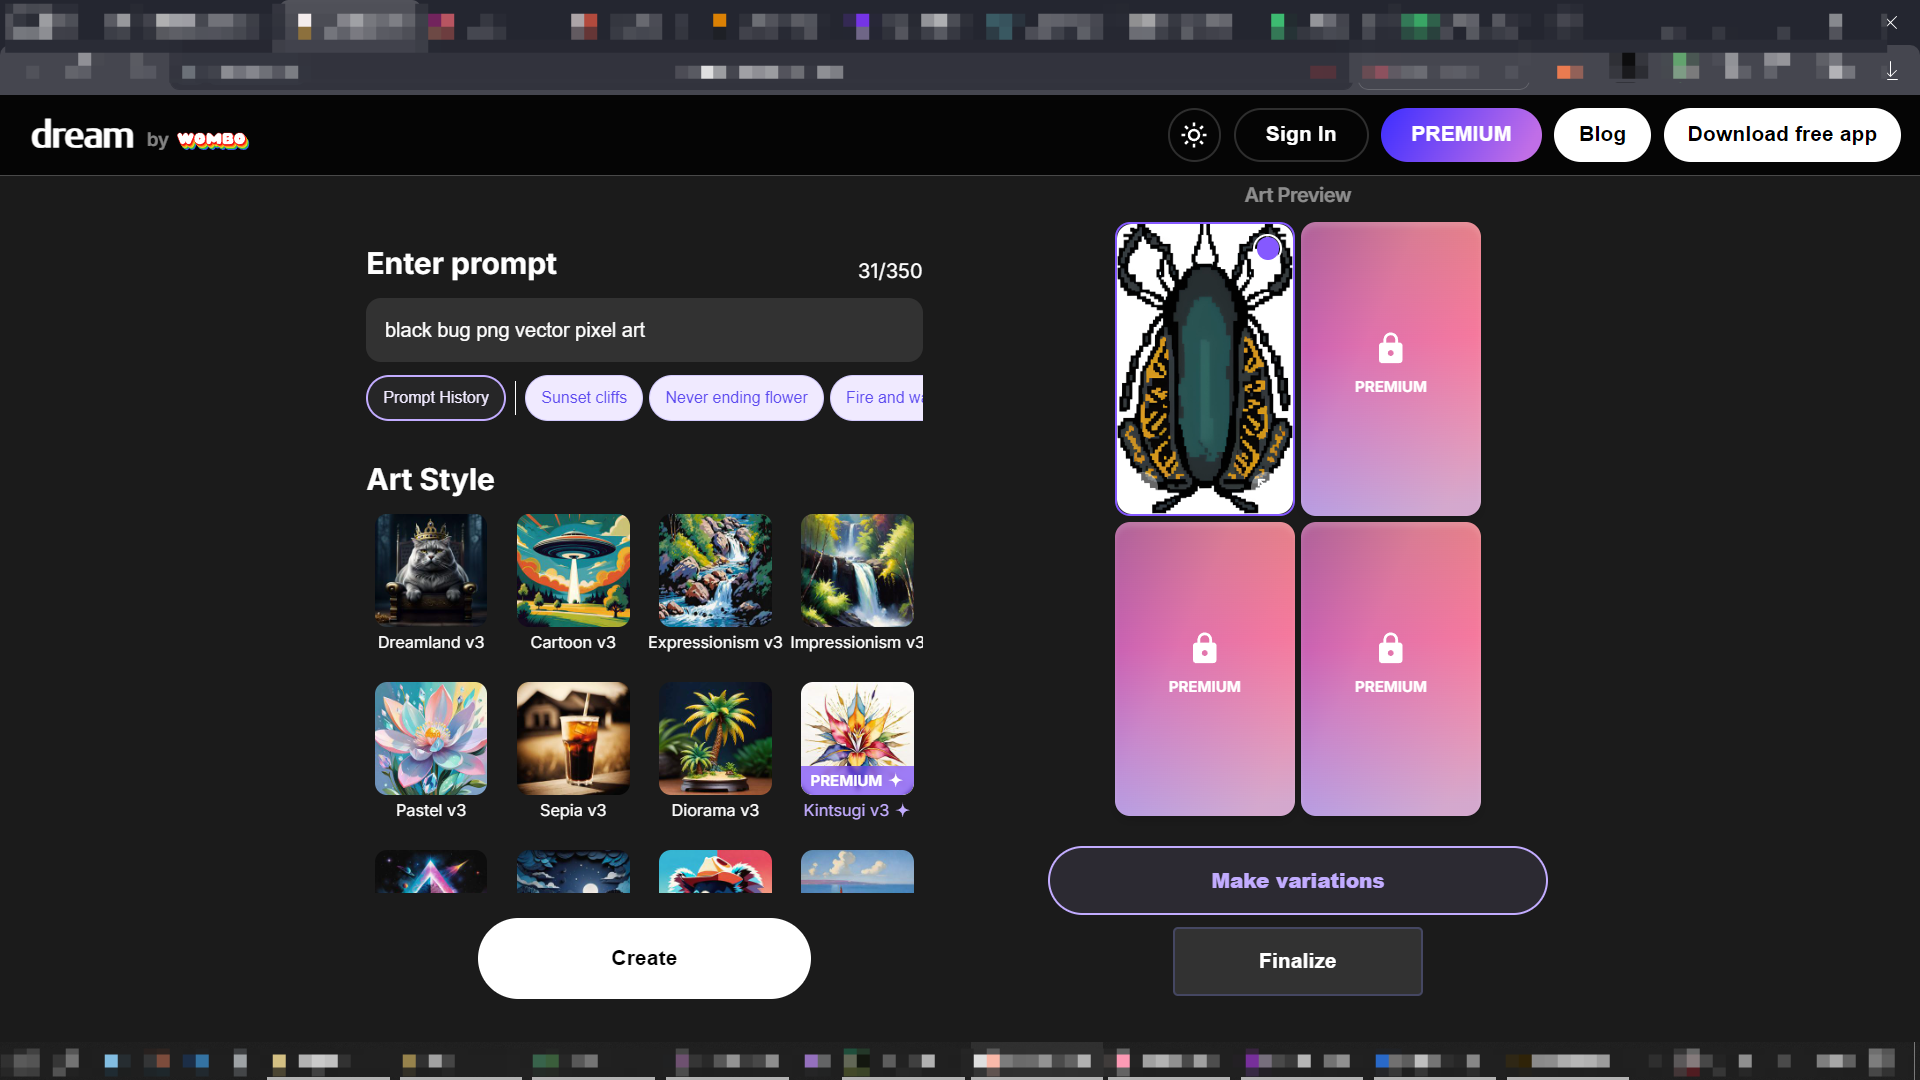 dream by WOMBO
Sign In
PREMIUM
Blog
Download free app
Enter prompt
31/350
black bug png vector pixel art
Prompt History
Sunset cliffs
Never ending flower
Fire and wa
Art Style
Dreamland v3
Cartoon v3
Expressionism v3
Impressionism v3
PREMIUM
Pastel v3
Sepia v3
Diorama v3
Kintsugi v3
Create
Art Preview
PREMIUM
PREMIUM
PREMIUM
Make variations
Finalize